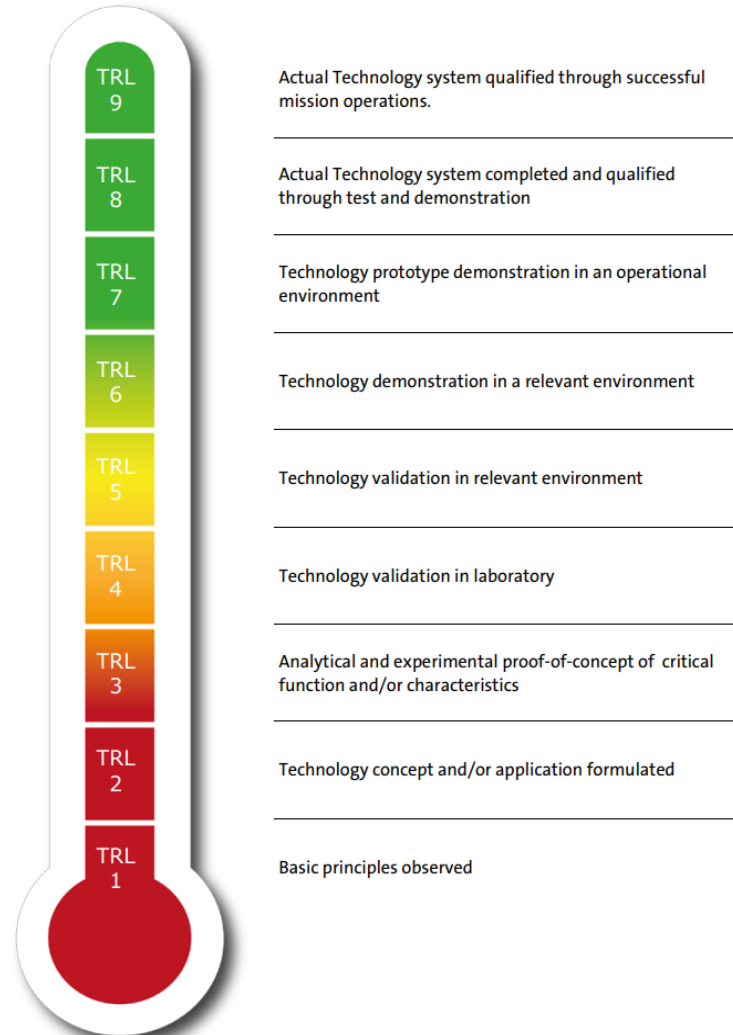 TRL
9
Actual Technology system qualified through successful
mission operations.
TRL
8
Actual Technology system completed and qualified
through test and demonstration
TRL
7
Technology prototype demonstration in an operational
environment
TRL
6
Technology demonstration in a relevant environment
TRL
5
Technology validation in relevant environment
TRL
4
Technology validation in laboratory
TRL
3
Analytical and experimental proof-of-concept of critical
function and/or characteristics
TRL
2
Technology concept and/or application formulated
TRL
1
Basic principles observed